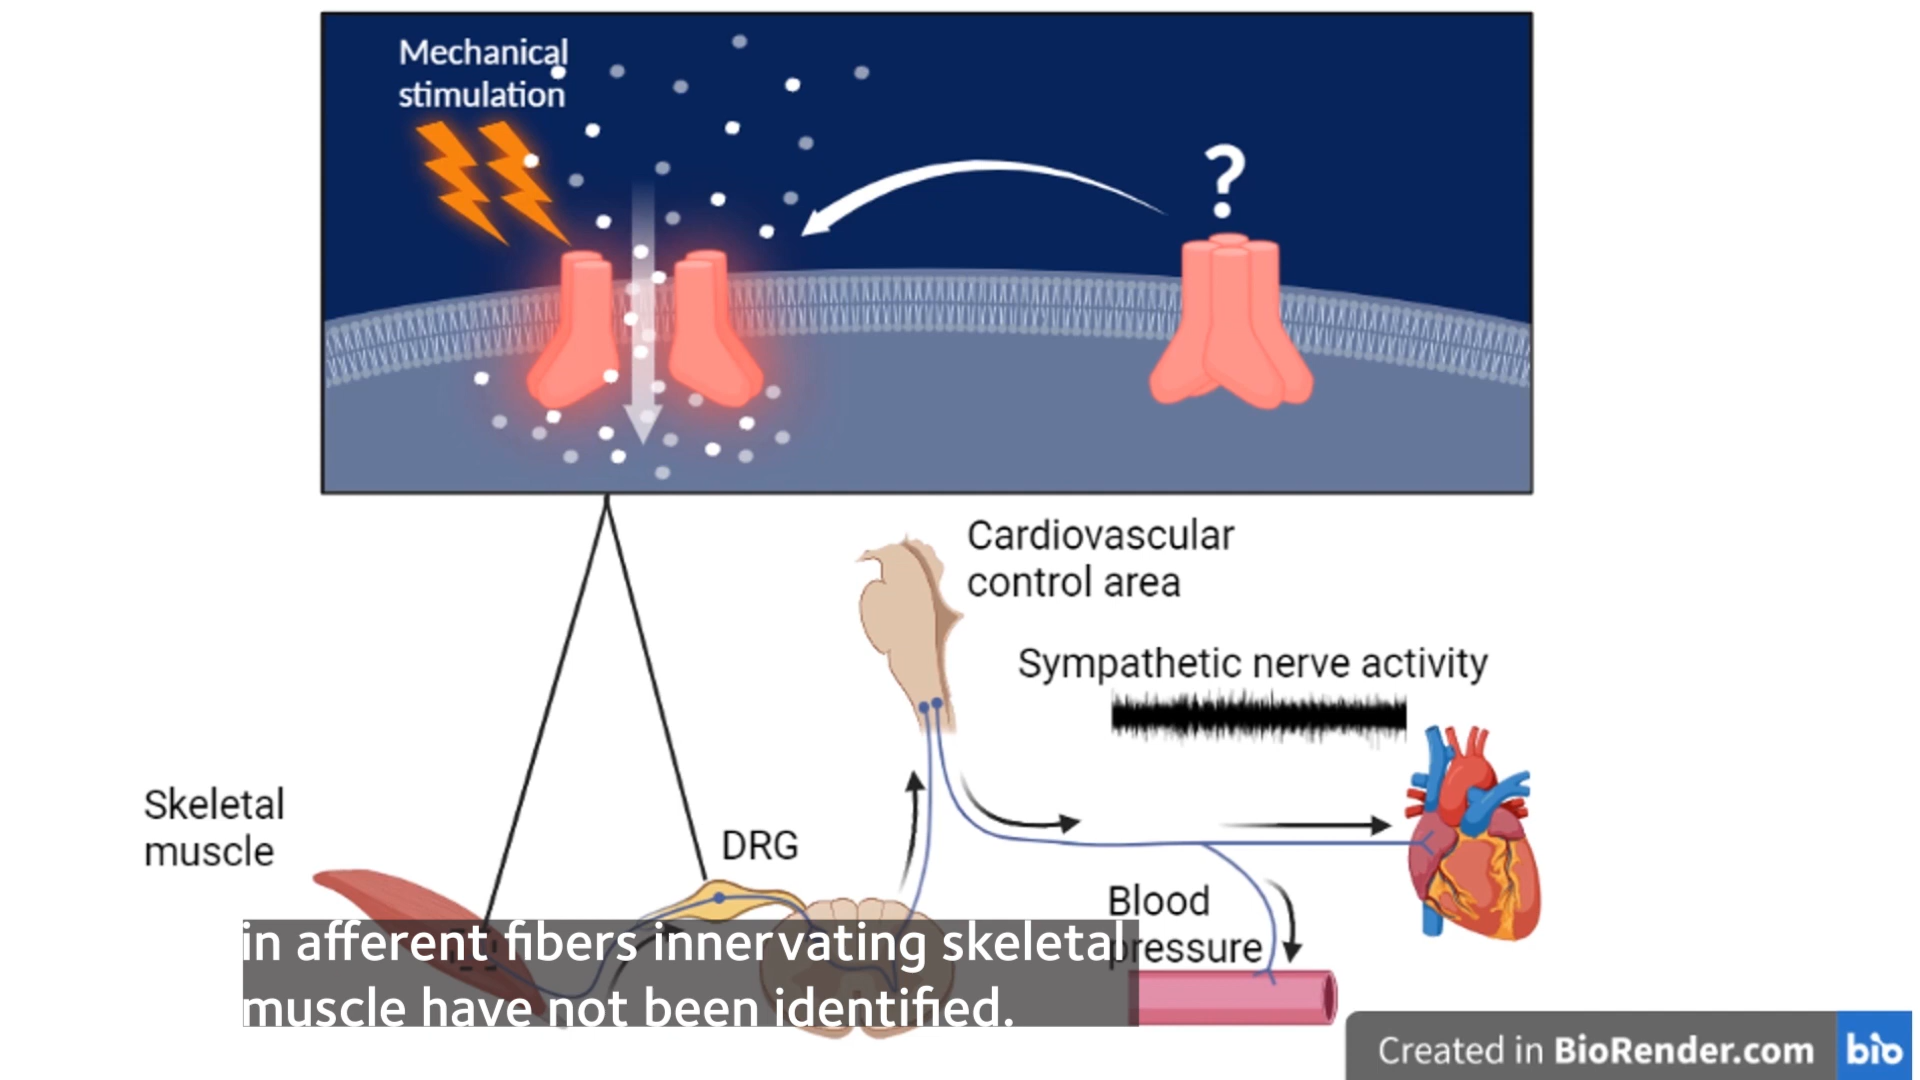 Mechanical
stimulation
?
Cardiovascular
control area
Sympathetic nerve activity
Skeletal
muscle
DRG
Blood
pressure
in afferent fibers innervating skeletal
muscle have not been identified.
Created in BioRender.com bio